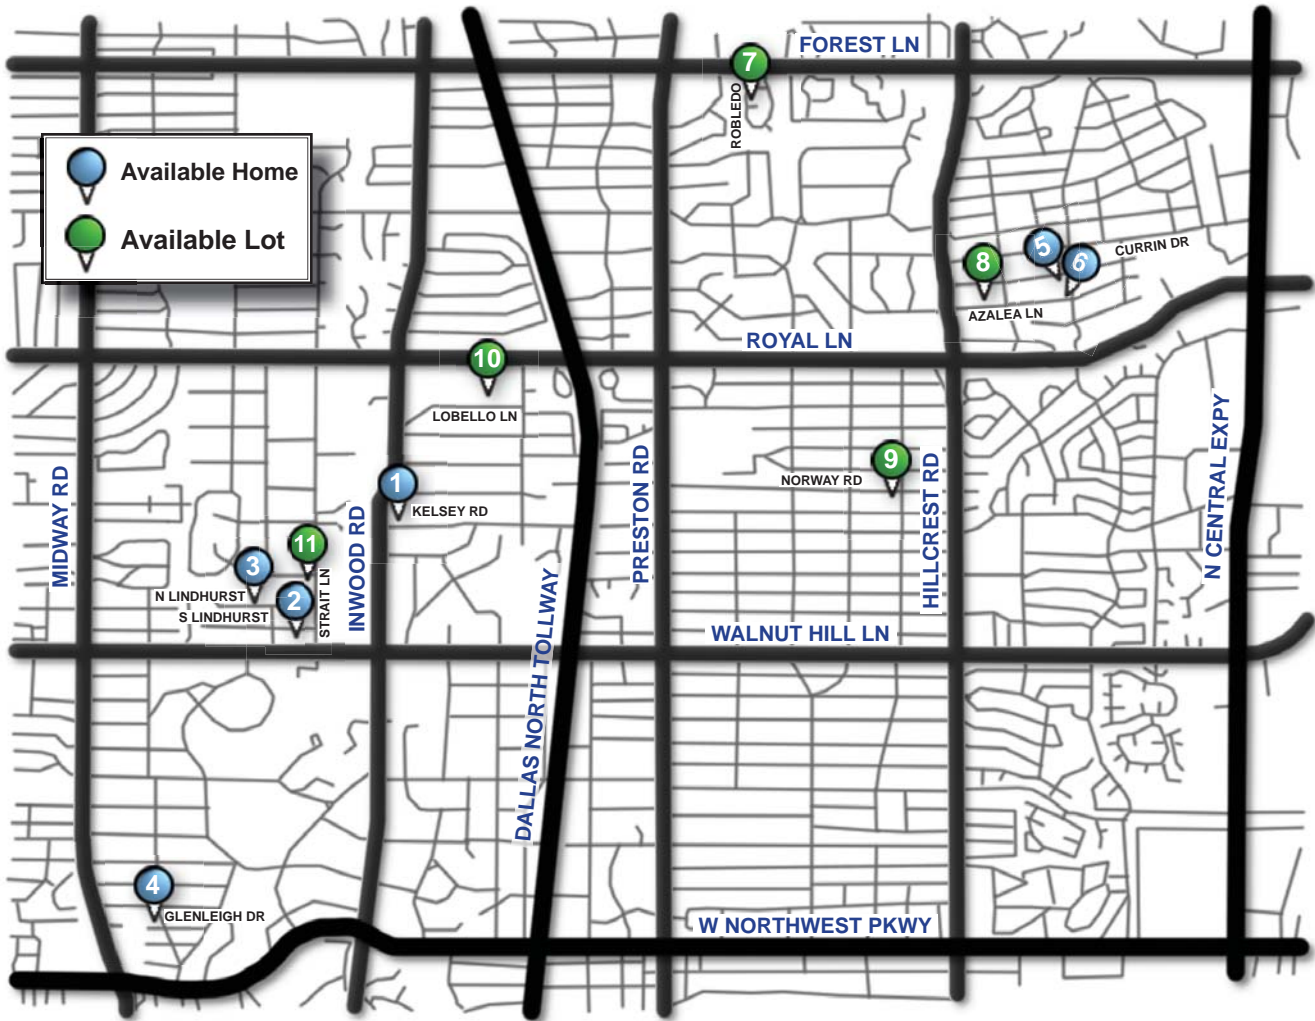 FOREST LN
7
ROBLEDO
Available Home
Available Lot
5
6
CURRIN DR
8
AZALEA LN
ROYAL LN
10
LOBELLO LN
MIDWAY RD
INWOOD RD
1
KELSEY RD
PRESTON RD
9
NORWAY RD
HILLCREST RD
N CENTRAL EXPY
11
3
N LINDHURST
2
S LINDHURST
STRAIT LN
WALNUT HILL LN
DALLAS NORTH TOLLWAY
4
GLENLEIGH DR
W NORTHWEST PKWY